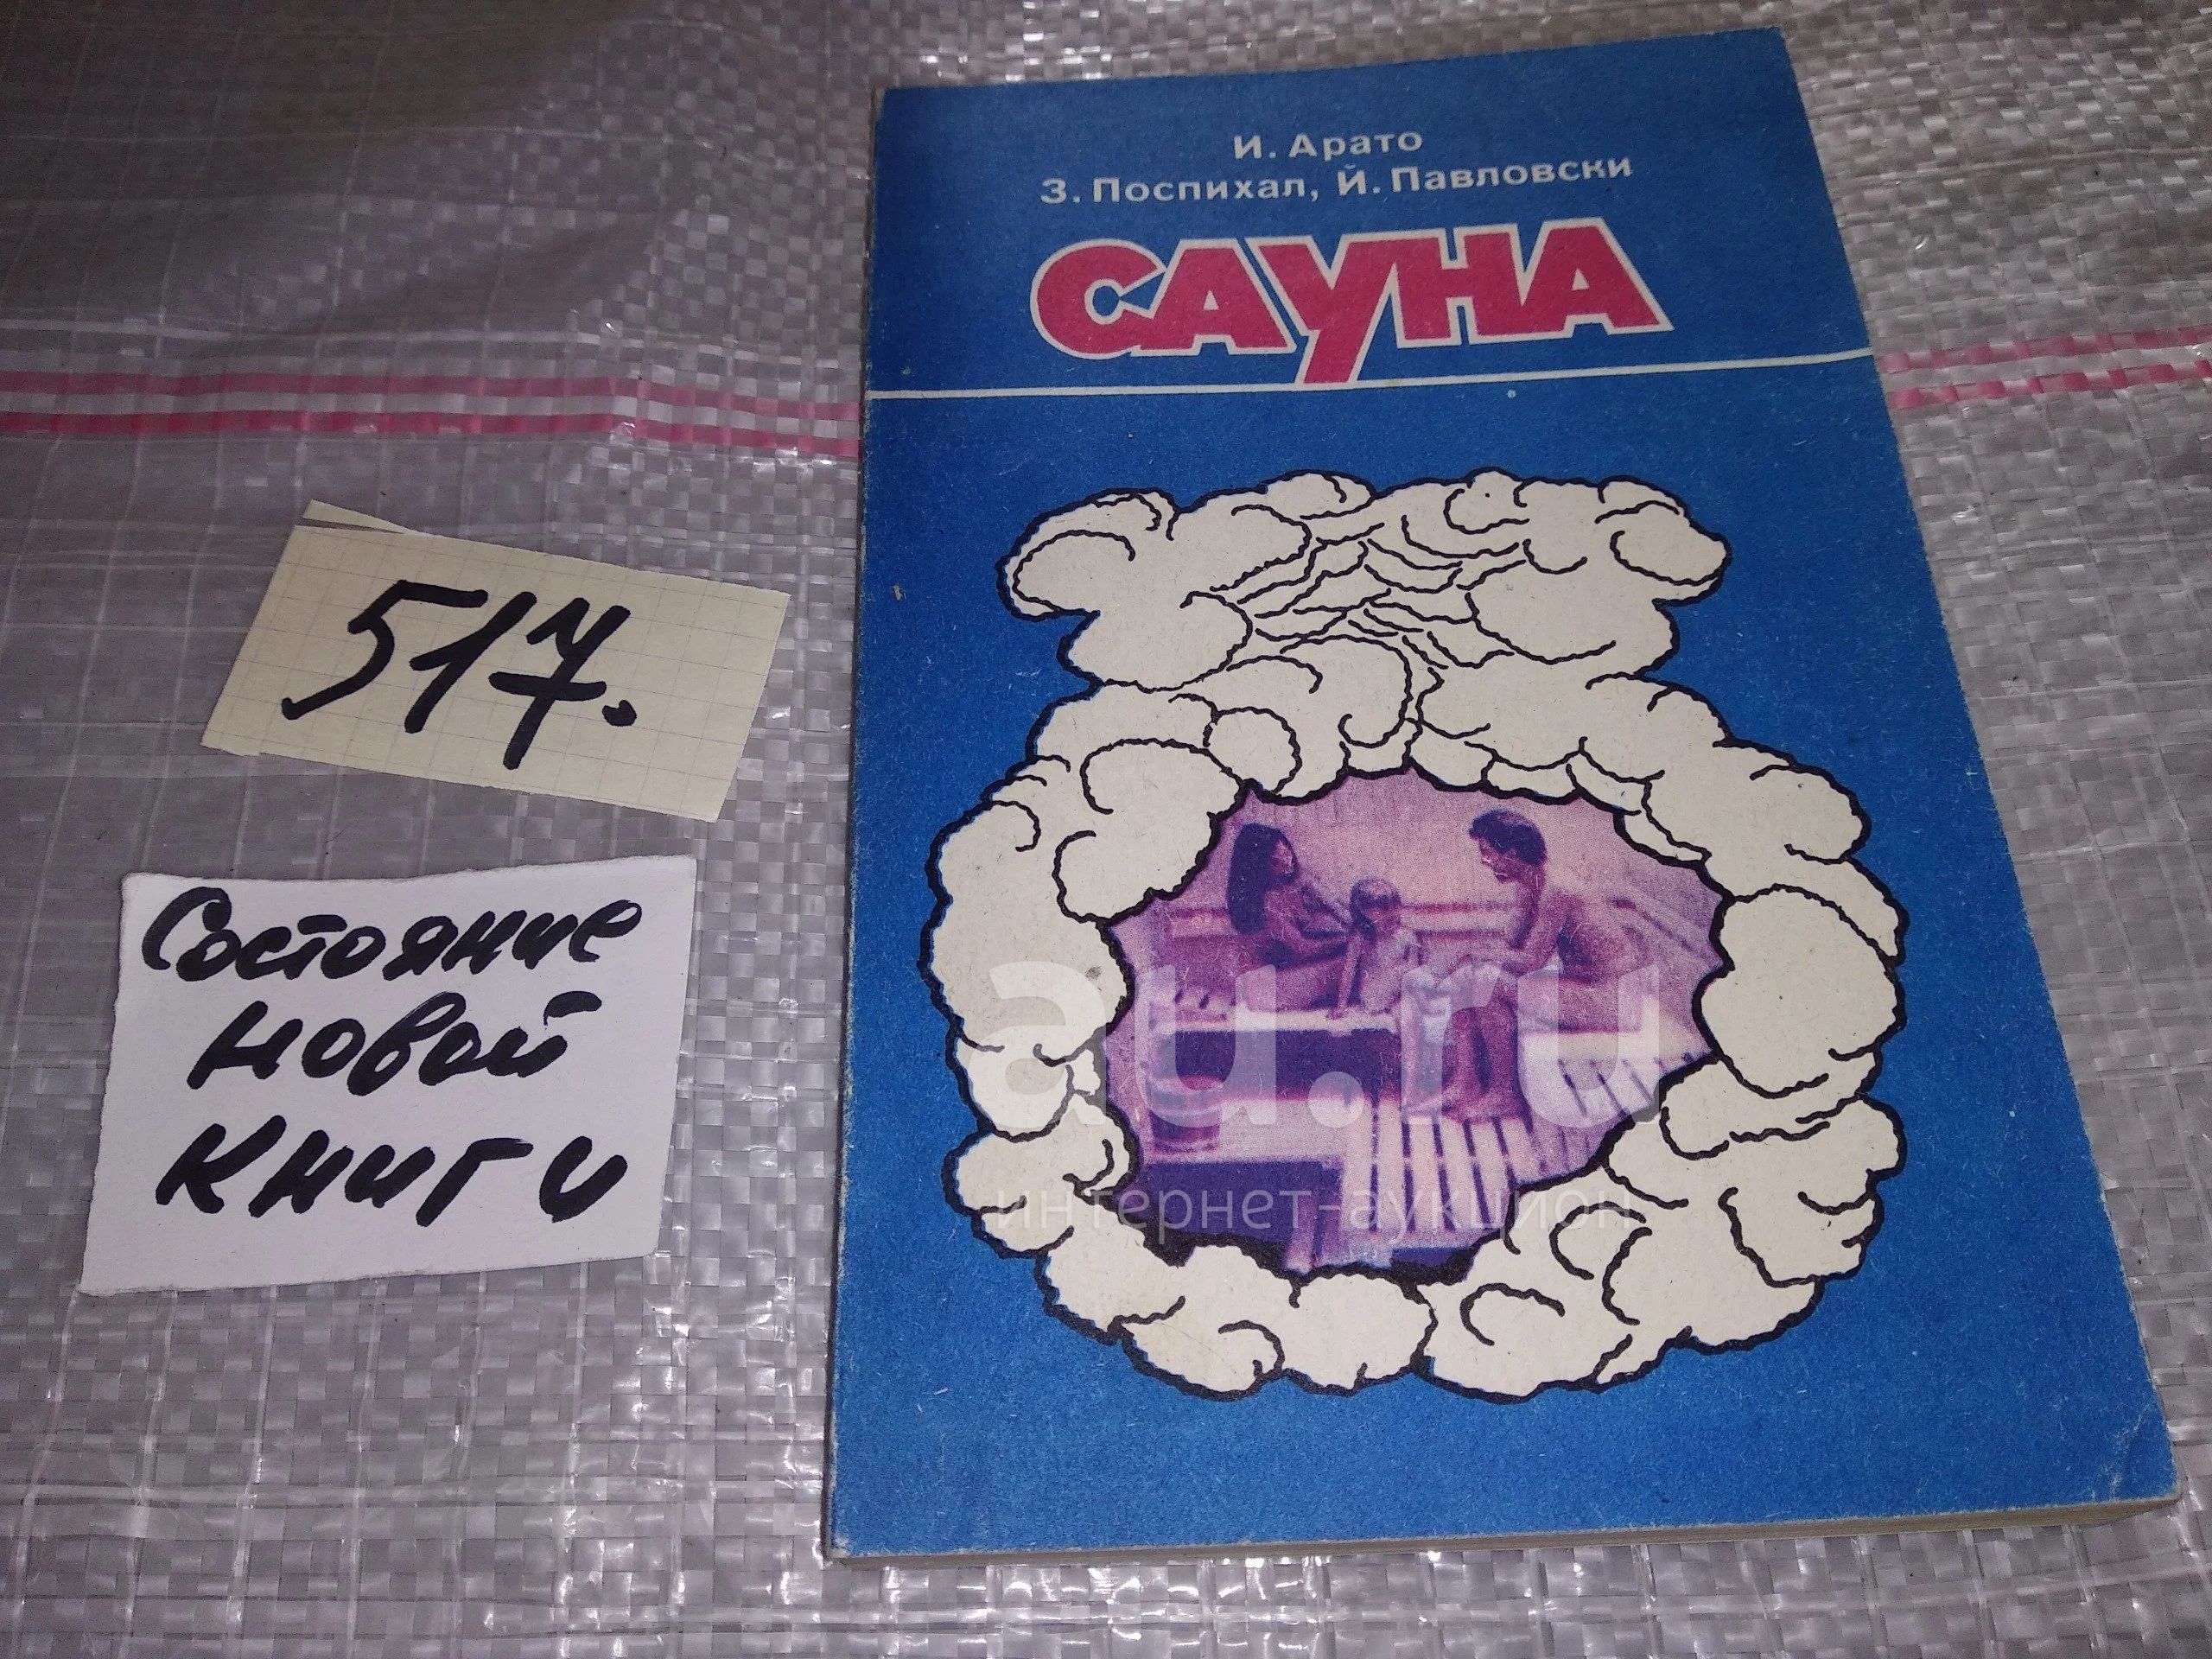 И. Арато
З. Поспихал, Й. Павловски
САУНА
517.
Состояние
новой
книги
au.ru
интернет-аукцион